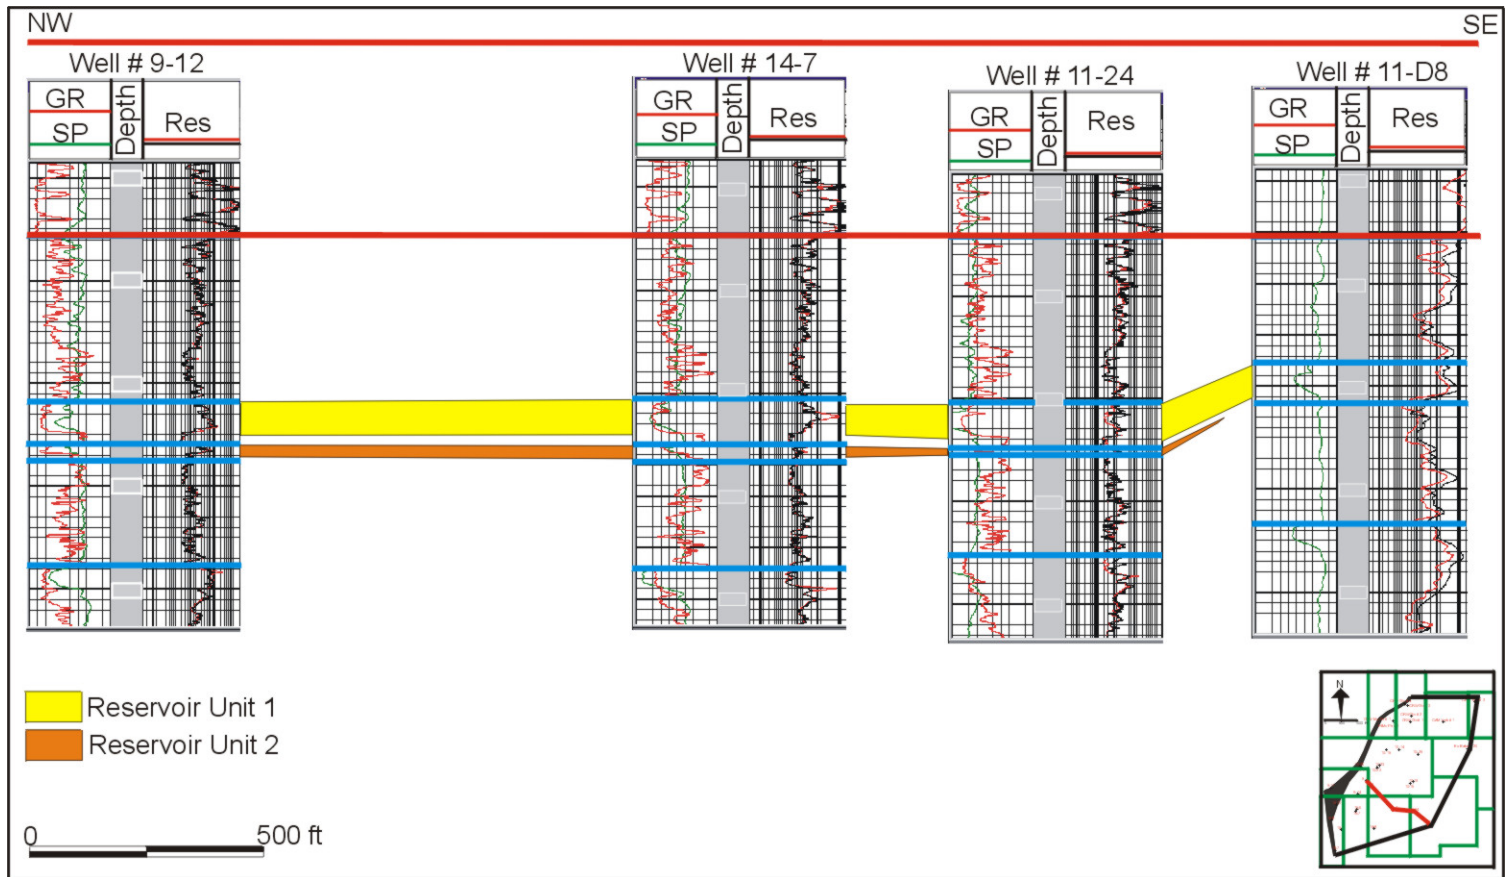 NW
SE
Well # 9-12
Well # 14-7
Well # 11-24
Well # 11-D8
GR
SP
Depth
Res
GR
SP
Depth
Res
GR
SP
Depth
Res
GR
SP
Depth
Res
Reservoir Unit 1
Reservoir Unit 2
0
500 ft
N